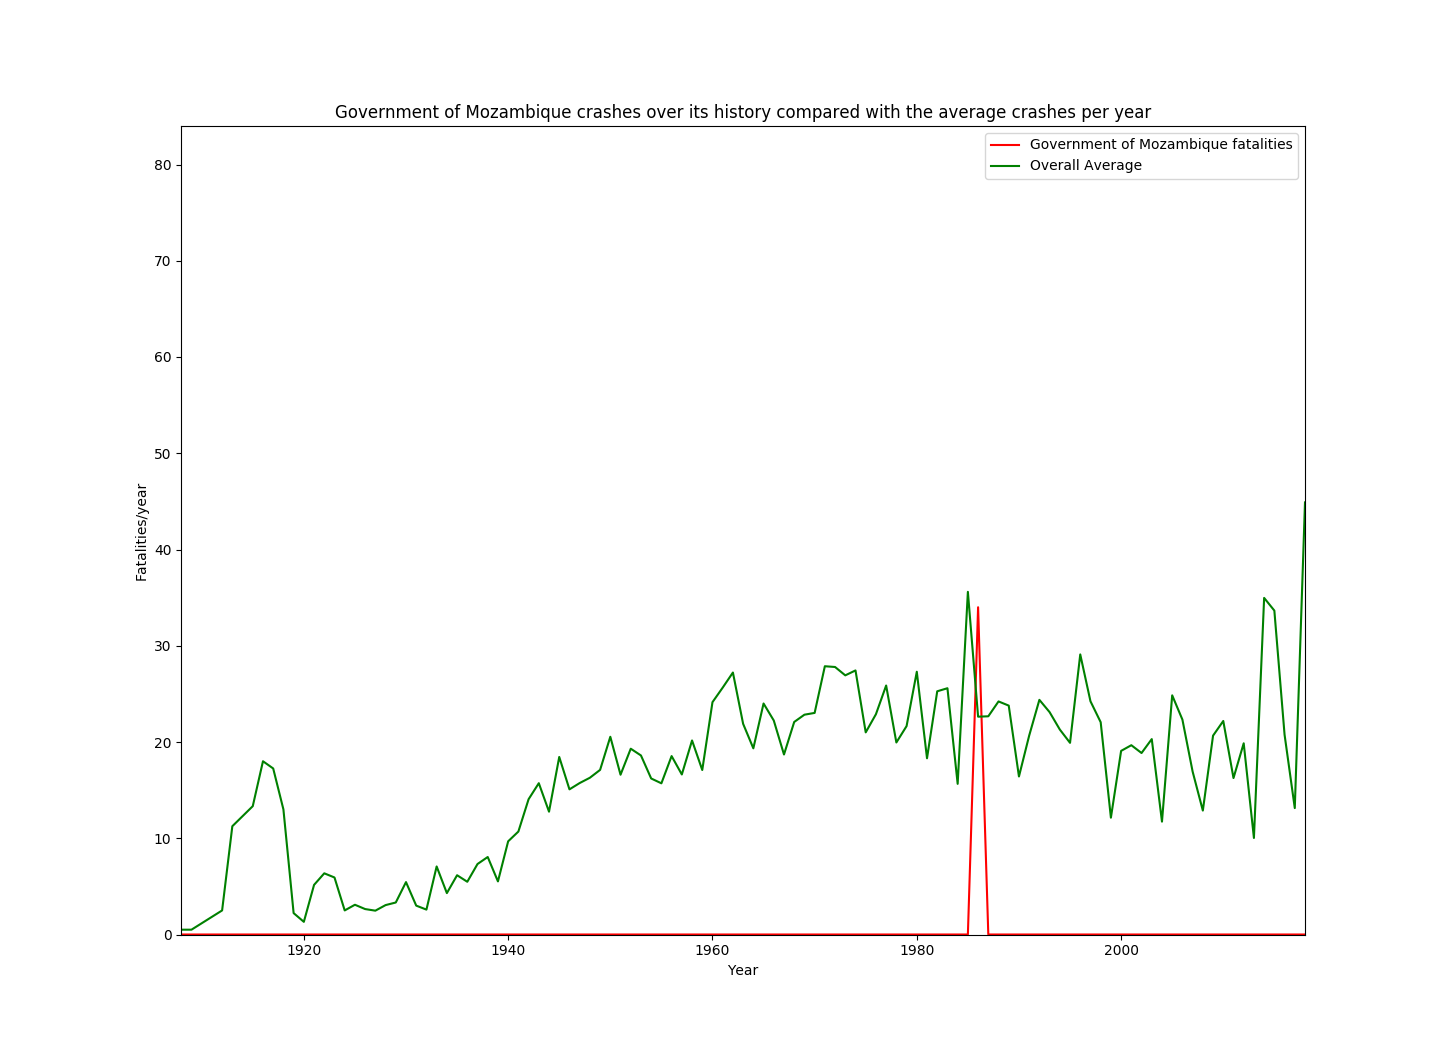 Government of Mozambique crashes over its history compared with the average crashes per year
Government of Mozambique fatalities
Overall Average
80
70
60
50
40
30
20
10
0
Fatalities/year
1920
1940
1960
1980
2000
Year